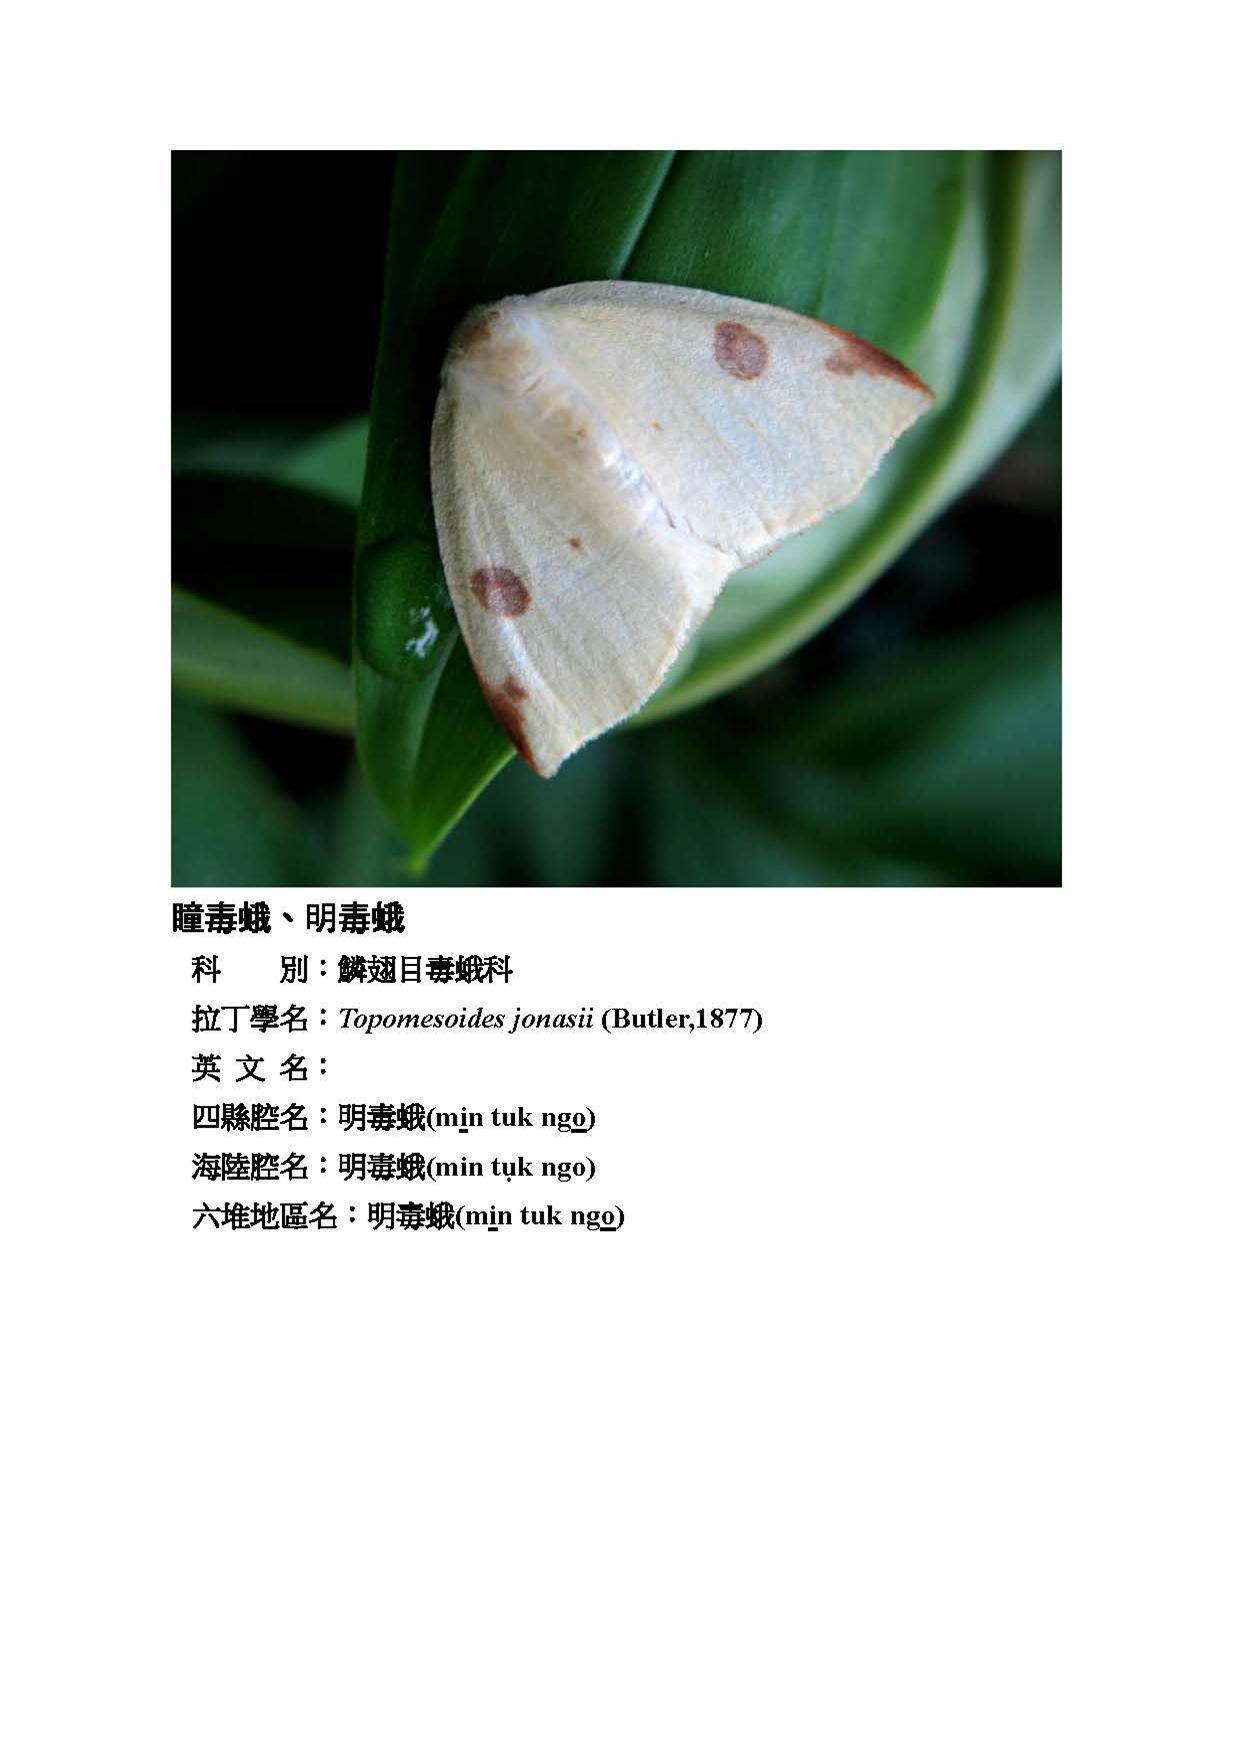 瞳毒蛾、明毒蛾
科　　別：鱗翅目毒蛾科
拉丁學名：Topomesoides jonasii (Butler,1877)
英 文 名：
四縣腔名：明毒蛾(mi̲n tuk ngo̲)
海陸腔名：明毒蛾(min tụk ngo)
六堆地區名：明毒蛾(mi̲n tuk ngo̲)